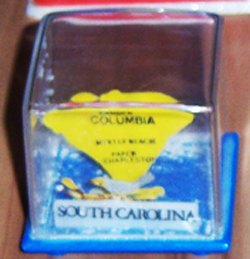 COLUMBIA
MYRTLE BEACH
CHARLESTON
SOUTH CAROLINA